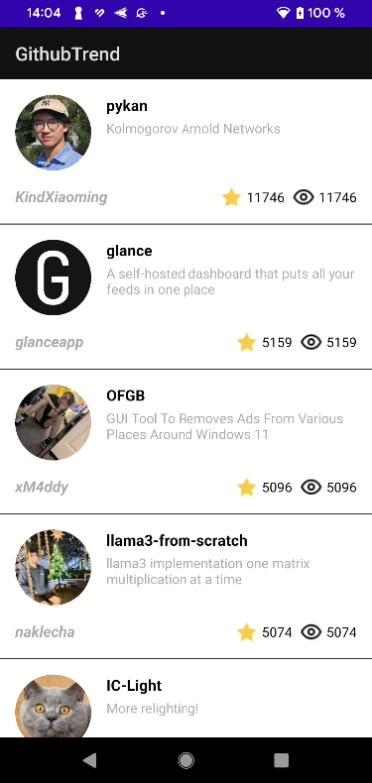 14:04 100 %
GithubTrend
pykan
Kolmogorov Arnold Networks
KindXiaoming 11746 11746
G
glance
A self-hosted dashboard that puts all your
feeds in one place
glanceapp 5159 5159
OFGB
GUI Tool To Removes Ads From Various
Places Around Windows 11
xM4ddy 5096 5096
llama3-from-scratch
llama3 implementation one matrix
multiplication at a time
naklecha 5074 5074
IC-Light
More relighting!